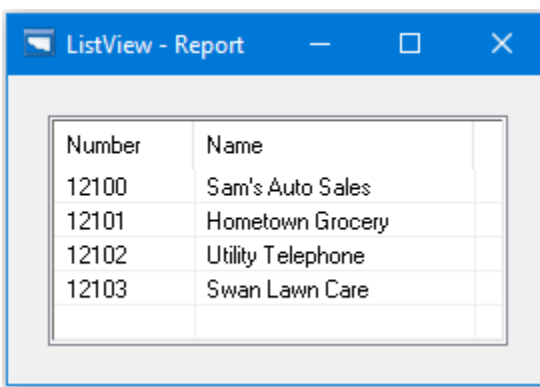 ListView - Report
Number Name
12100 Sam's Auto Sales
12101 Hometown Grocery
12102 Utility Telephone
12103 Swan Lawn Care